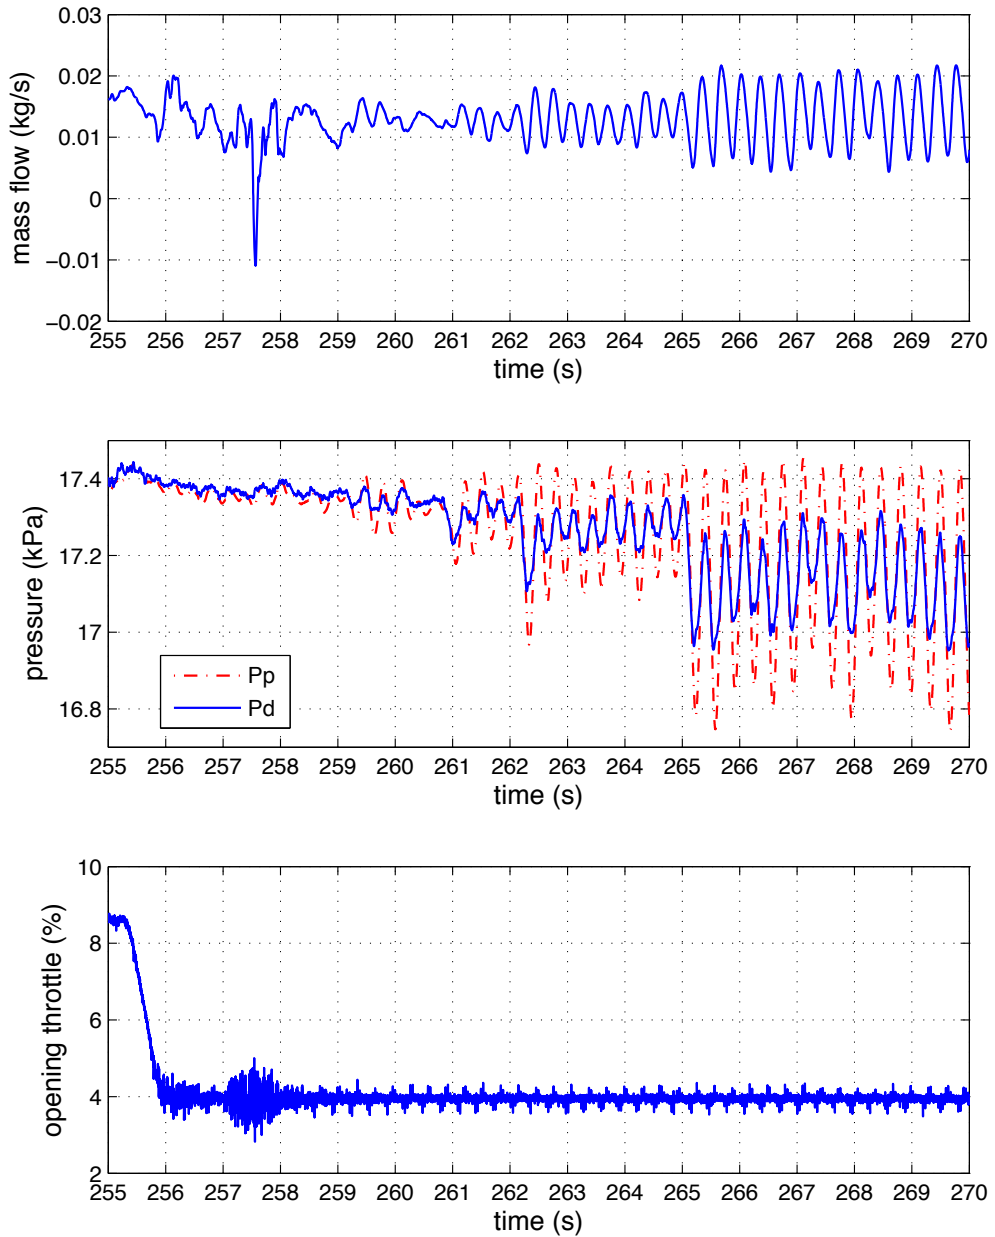 0.03
0.02
0.01
0
−0.01
−0.02
mass flow (kg/s)
255 256 257 258 259 260 261 262 263 264 265 266 267 268 269 270
time (s)
17.4
17.2
17
16.8
pressure (kPa)
Pp
Pd
255 256 257 258 259 260 261 262 263 264 265 266 267 268 269 270
time (s)
10
8
6
4
2
opening throttle (%)
255 256 257 258 259 260 261 262 263 264 265 266 267 268 269 270
time (s)